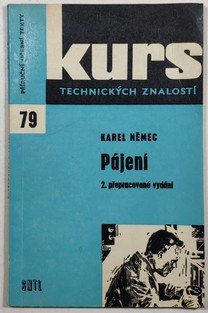 kurs
TECHNICKÝCH ZNALOSTÍ
PŘÍRUČNÍ UČEBNÍ TEXTY
79
KAREL NĚMEC
Pájení
2. přepracované vydání
SNTL